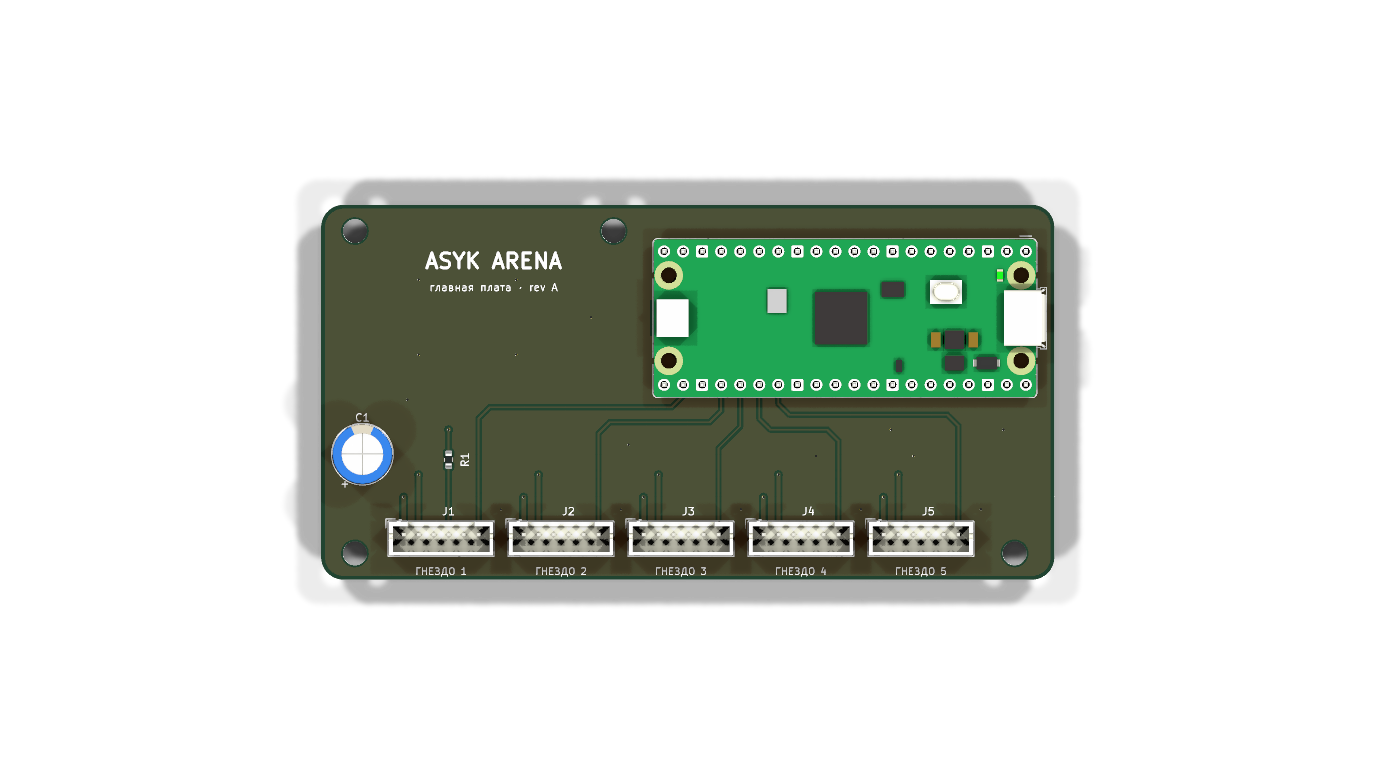 ASYK ARENA
главная плата · rev A
C1
+
R1
J1
J2
J3
J4
J5
ГНЕЗДО 1
ГНЕЗДО 2
ГНЕЗДО 3
ГНЕЗДО 4
ГНЕЗДО 5